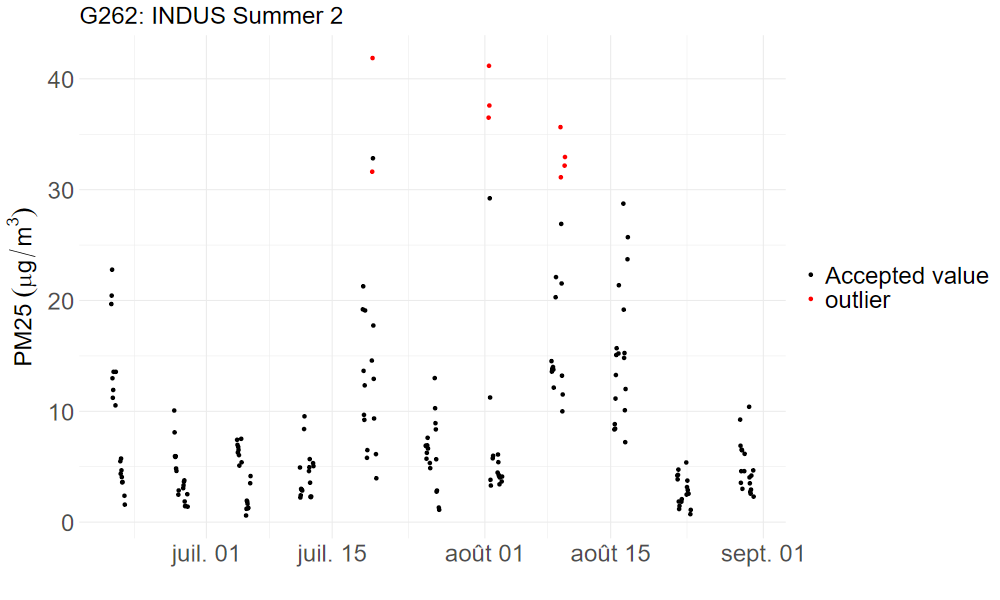 G262: INDUS Summer 2
PM25 (μg/m³)
40
30
20
10
0
juil. 01 juil. 15 août 01 août 15 sept. 01
Accepted value
outlier